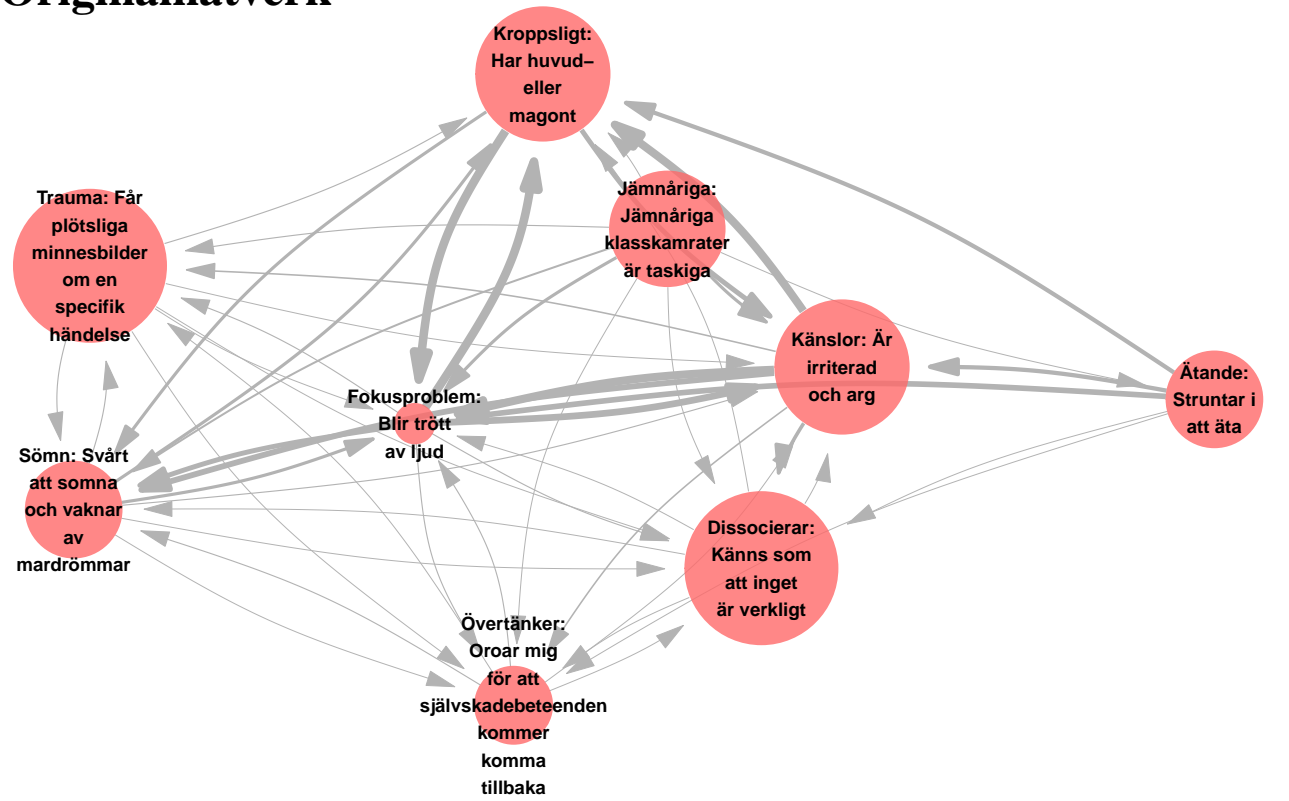 Originalnätverk
Kroppsligt:
Har huvud–
eller
magont
Jämnåriga:
Jämnåriga
klasskamrater
är taskiga
Trauma: Får
plötsliga
minnesbilder
om en
specifik
händelse
Känslor: Är
irriterad
och arg
Ätande:
Struntar i
att äta
Fokusproblem:
Blir trött
av ljud
Sömn: Svårt
att somna
och vaknar
av
mardrömmar
Dissocierar:
Känns som
att inget
är verkligt
Övertänker:
Oroar mig
för att
självskadebeteenden
kommer
komma
tillbaka